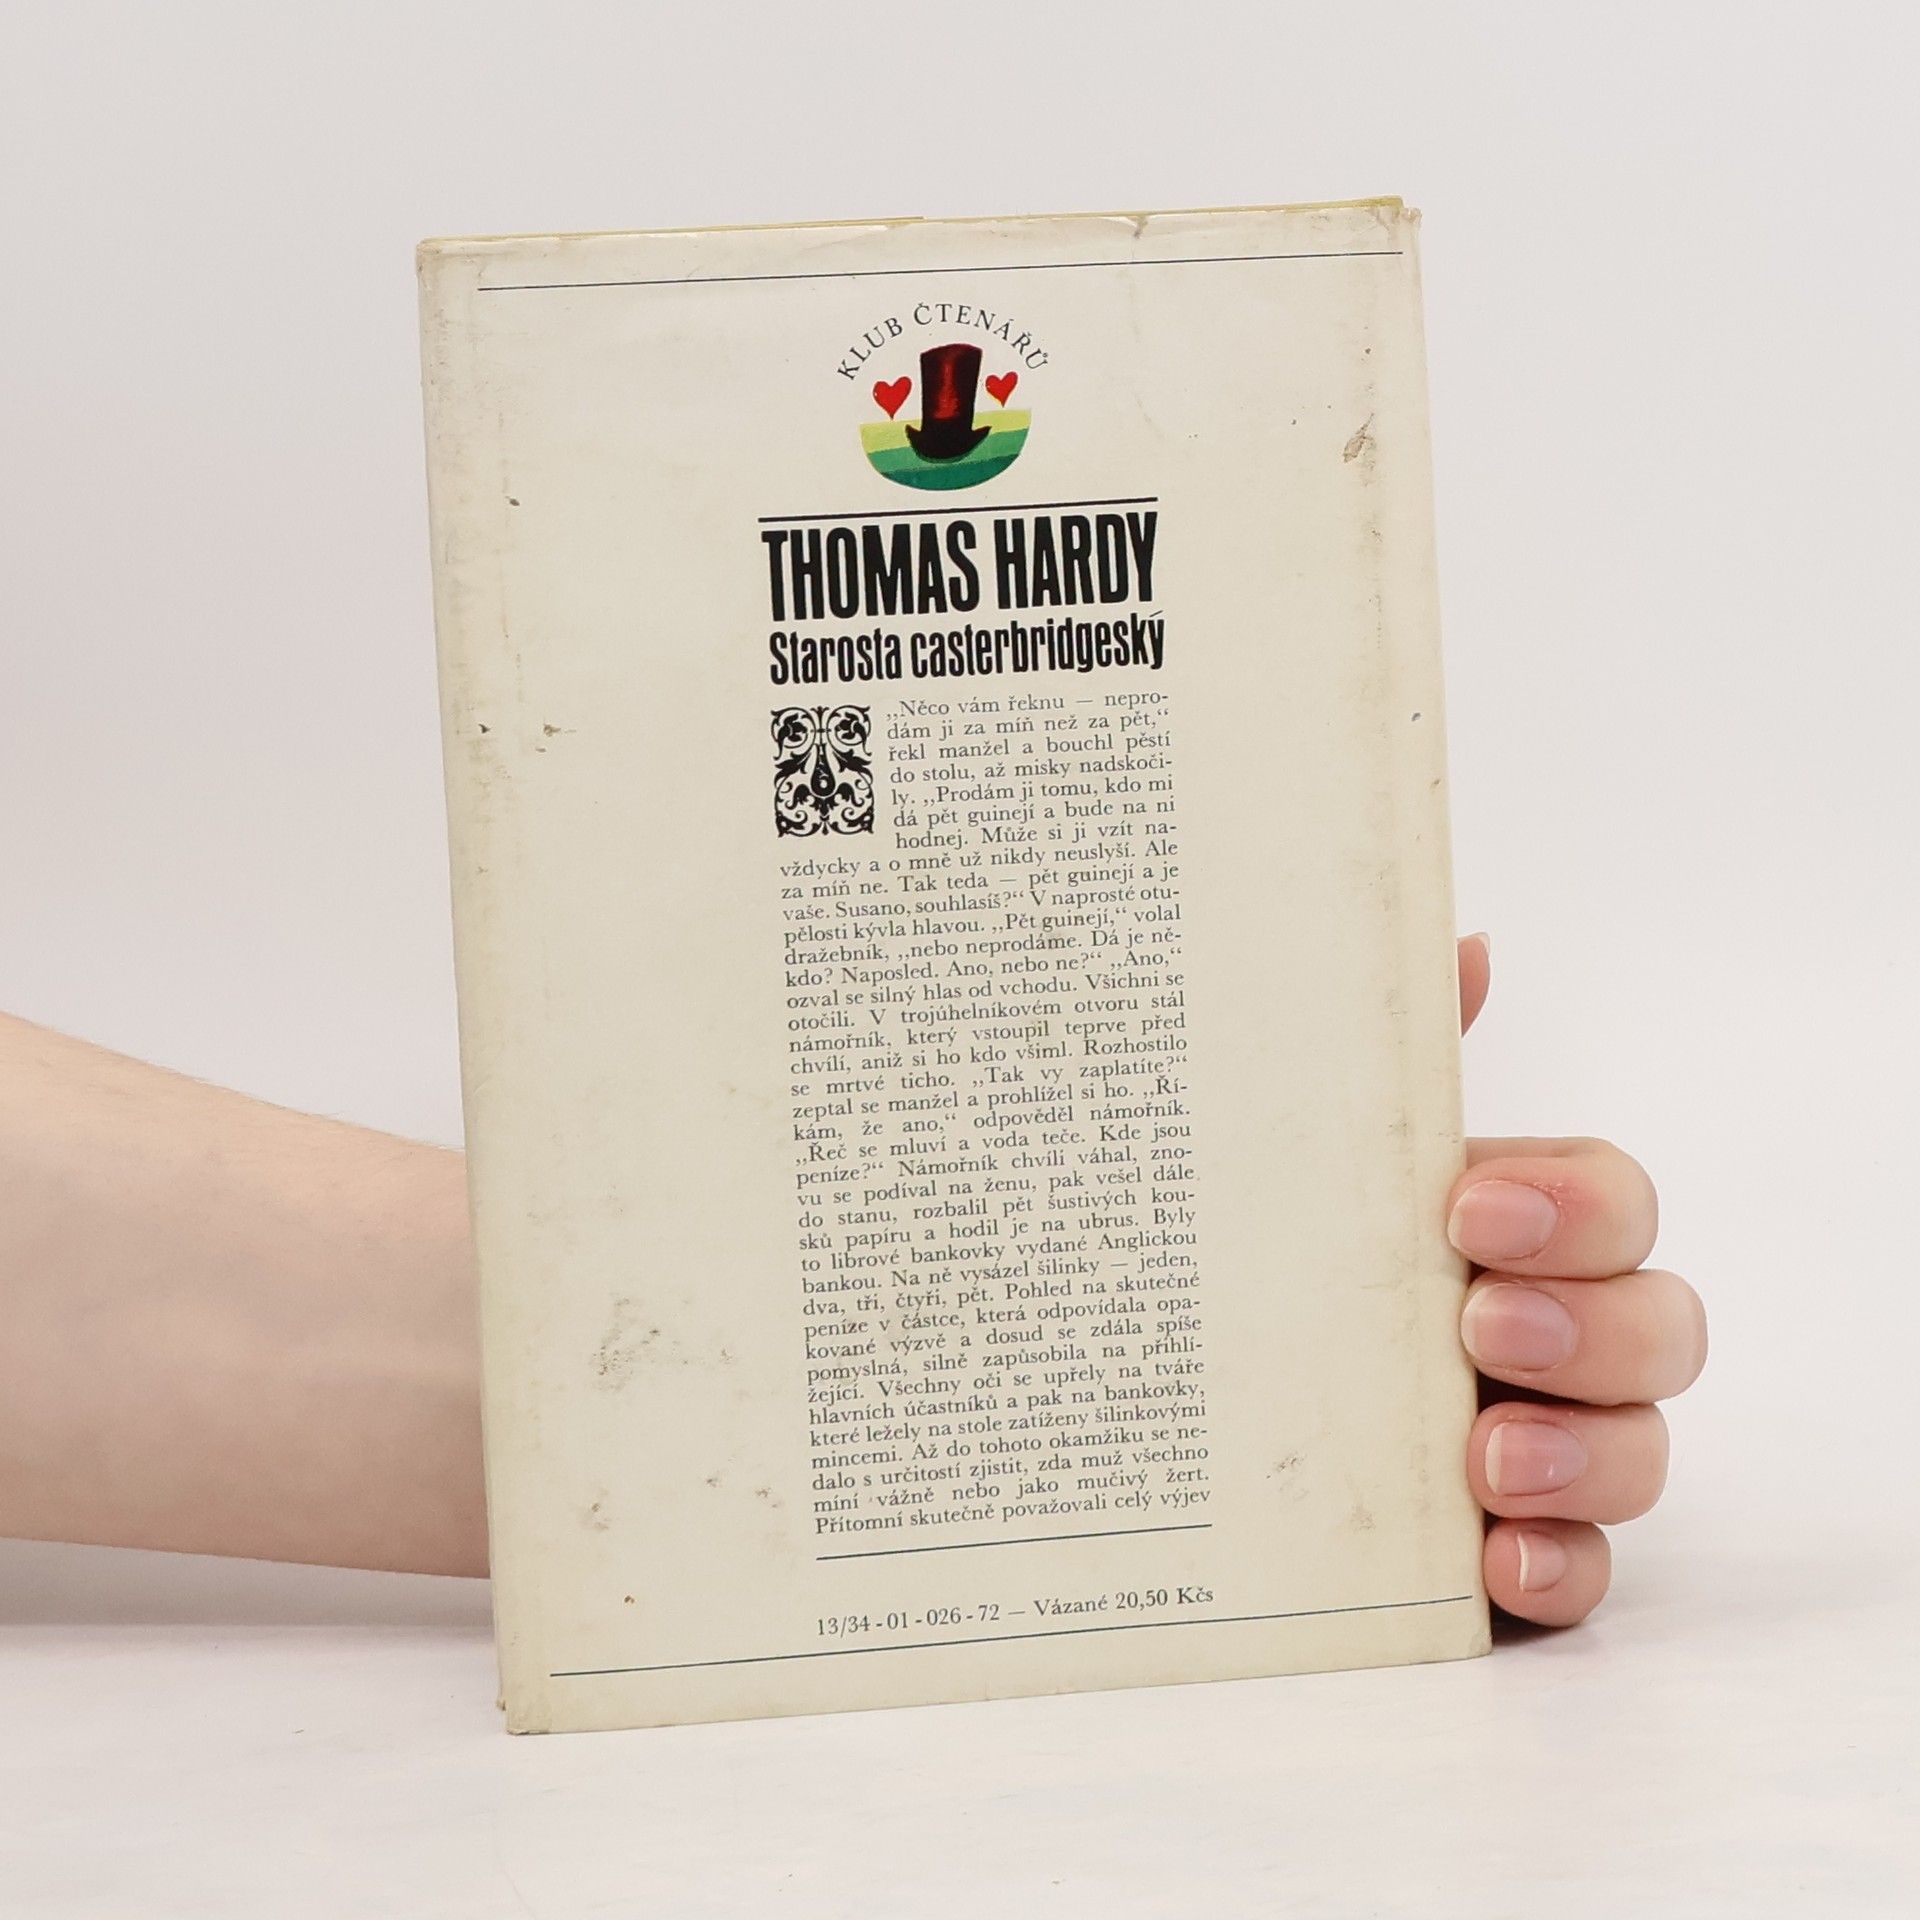 KLUB ČTENÁŘŮ
THOMAS HARDY
Starosta casterbridgeský
„Něco vám řeknu — nepro-
dám ji za míň než za pět,“
řekl manžel a bouchl pěstí
do stolu, až misky nadskoči-
ly. „Prodám ji tomu, kdo mi
dá pět guinejí a bude na ni
hodnej. Může si ji vzít na-
vždycky a o mně už nikdy neuslyší. Ale
za míň ne. Tak teda — pět guinejí a je
vaše. Susano, souhlasíš?“ V naprosté otu-
pělosti kývla hlavou. „Pět guinejí,“ volal
dražebník, „nebo neprodáme. Dá je ně-
kdo? Naposled. Ano, nebo ne?“ „Ano,“
ozval se silný hlas od vchodu. Všichni se
otočili. V trojúhelníkovém otvoru stál
námořník, který vstoupil teprve před
chvílí, aniž si ho kdo všiml. Rozhostilo
se mrtvé ticho. „Tak vy zaplatíte?“
zeptal se manžel a prohlížel si ho. „Ří-
kám, že ano,“ odpověděl námořník.
„Řeč se mluví a voda teče. Kde jsou
peníze?“ Námořník chvíli váhal, zno-
vu se podíval na ženu, pak vešel dále
do stanu, rozbalil pět šustivých kou-
sků papíru a hodil je na ubrus. Byly
to librové bankovky vydané Anglickou
bankou. Na ně vysázel šilinky — jeden,
dva, tři, čtyři, pět. Pohled na skutečné
peníze v částce, která odpovídala opa-
kované výzvě a dosud se zdála spíše
pomyslná, silně zapůsobila na přihlí-
žející. Všechny oči se upřely na tváře
hlavních účastníků a pak na bankovky,
které ležely na stole zatíženy šilinkovými
mincemi. Až do tohoto okamžiku se ne-
dalo s určitostí zjistit, zda muž všechno
míní vážně nebo jako mučivý žert.
Přítomní skutečně považovali celý výjev
13/34-01-026-72 — Vázané 20,50 Kčs